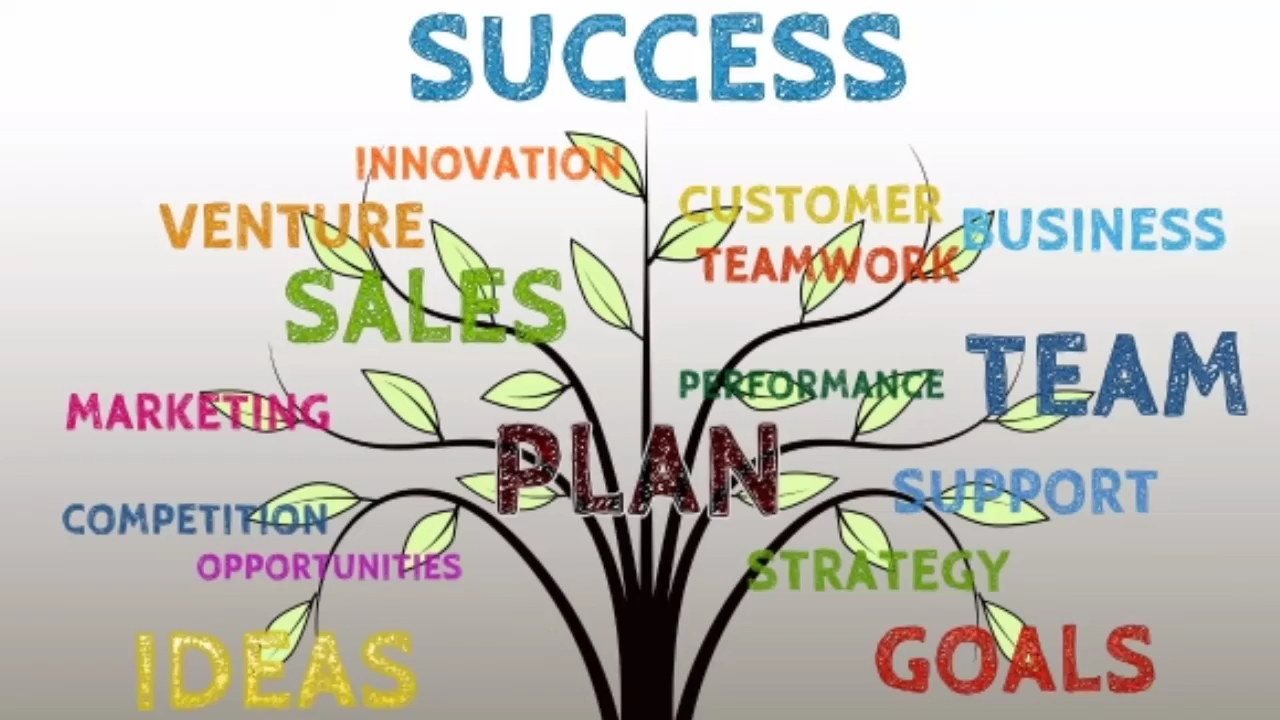 SUCCESS
INNOVATION
CUSTOMER
VENTURE
BUSINESS
TEAMWORK
SALES
TEAM
PERFORMANCE
MARKETING
PLAN
SUPPORT
COMPETITION
OPPORTUNITIES
STRATEGY
IDEAS
GOALS